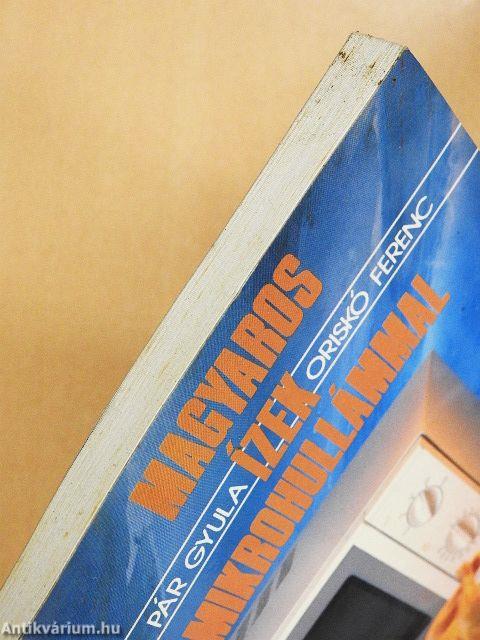 MAGYAROS
PÁR GYULA ÍZEK ORISKÓ FERENC
MIKROHULLÁMMAL
Antikvárium.hu